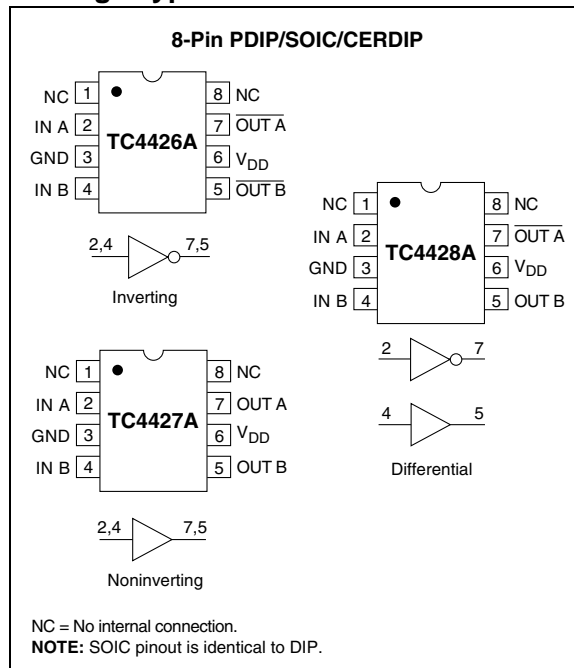 8-Pin PDIP/SOIC/CERDIP
NC 1 8 NC
IN A 2 7 OUT A
GND 3 6 VDD
IN B 4 5 OUT B
TC4426A
2,4 7,5
Inverting
NC 1 8 NC
IN A 2 7 OUT A
GND 3 6 VDD
IN B 4 5 OUT B
TC4427A
2,4 7,5
Noninverting
NC 1 8 NC
IN A 2 7 OUT A
GND 3 6 VDD
IN B 4 5 OUT B
TC4428A
2 7
4 5
Differential
NC = No internal connection.
NOTE: SOIC pinout is identical to DIP.